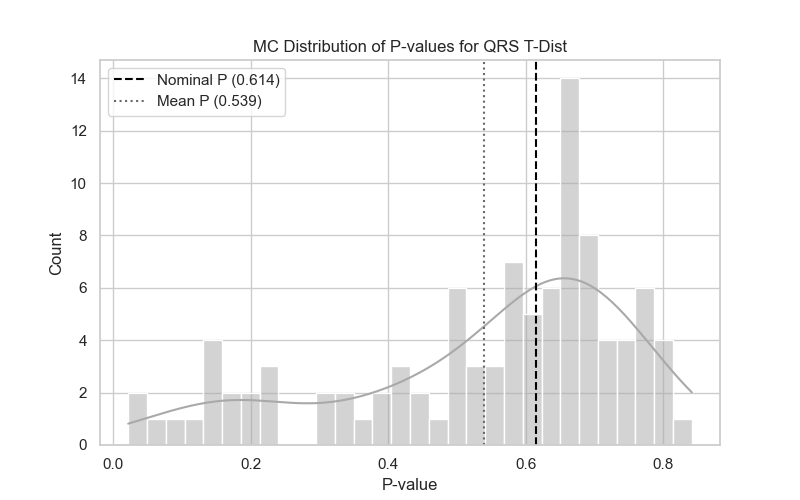 MC Distribution of P-values for QRS T-Dist
Nominal P (0.614)
Mean P (0.539)
14
12
10
8
6
4
2
0
Count
0.0
0.2
0.4
0.6
0.8
P-value